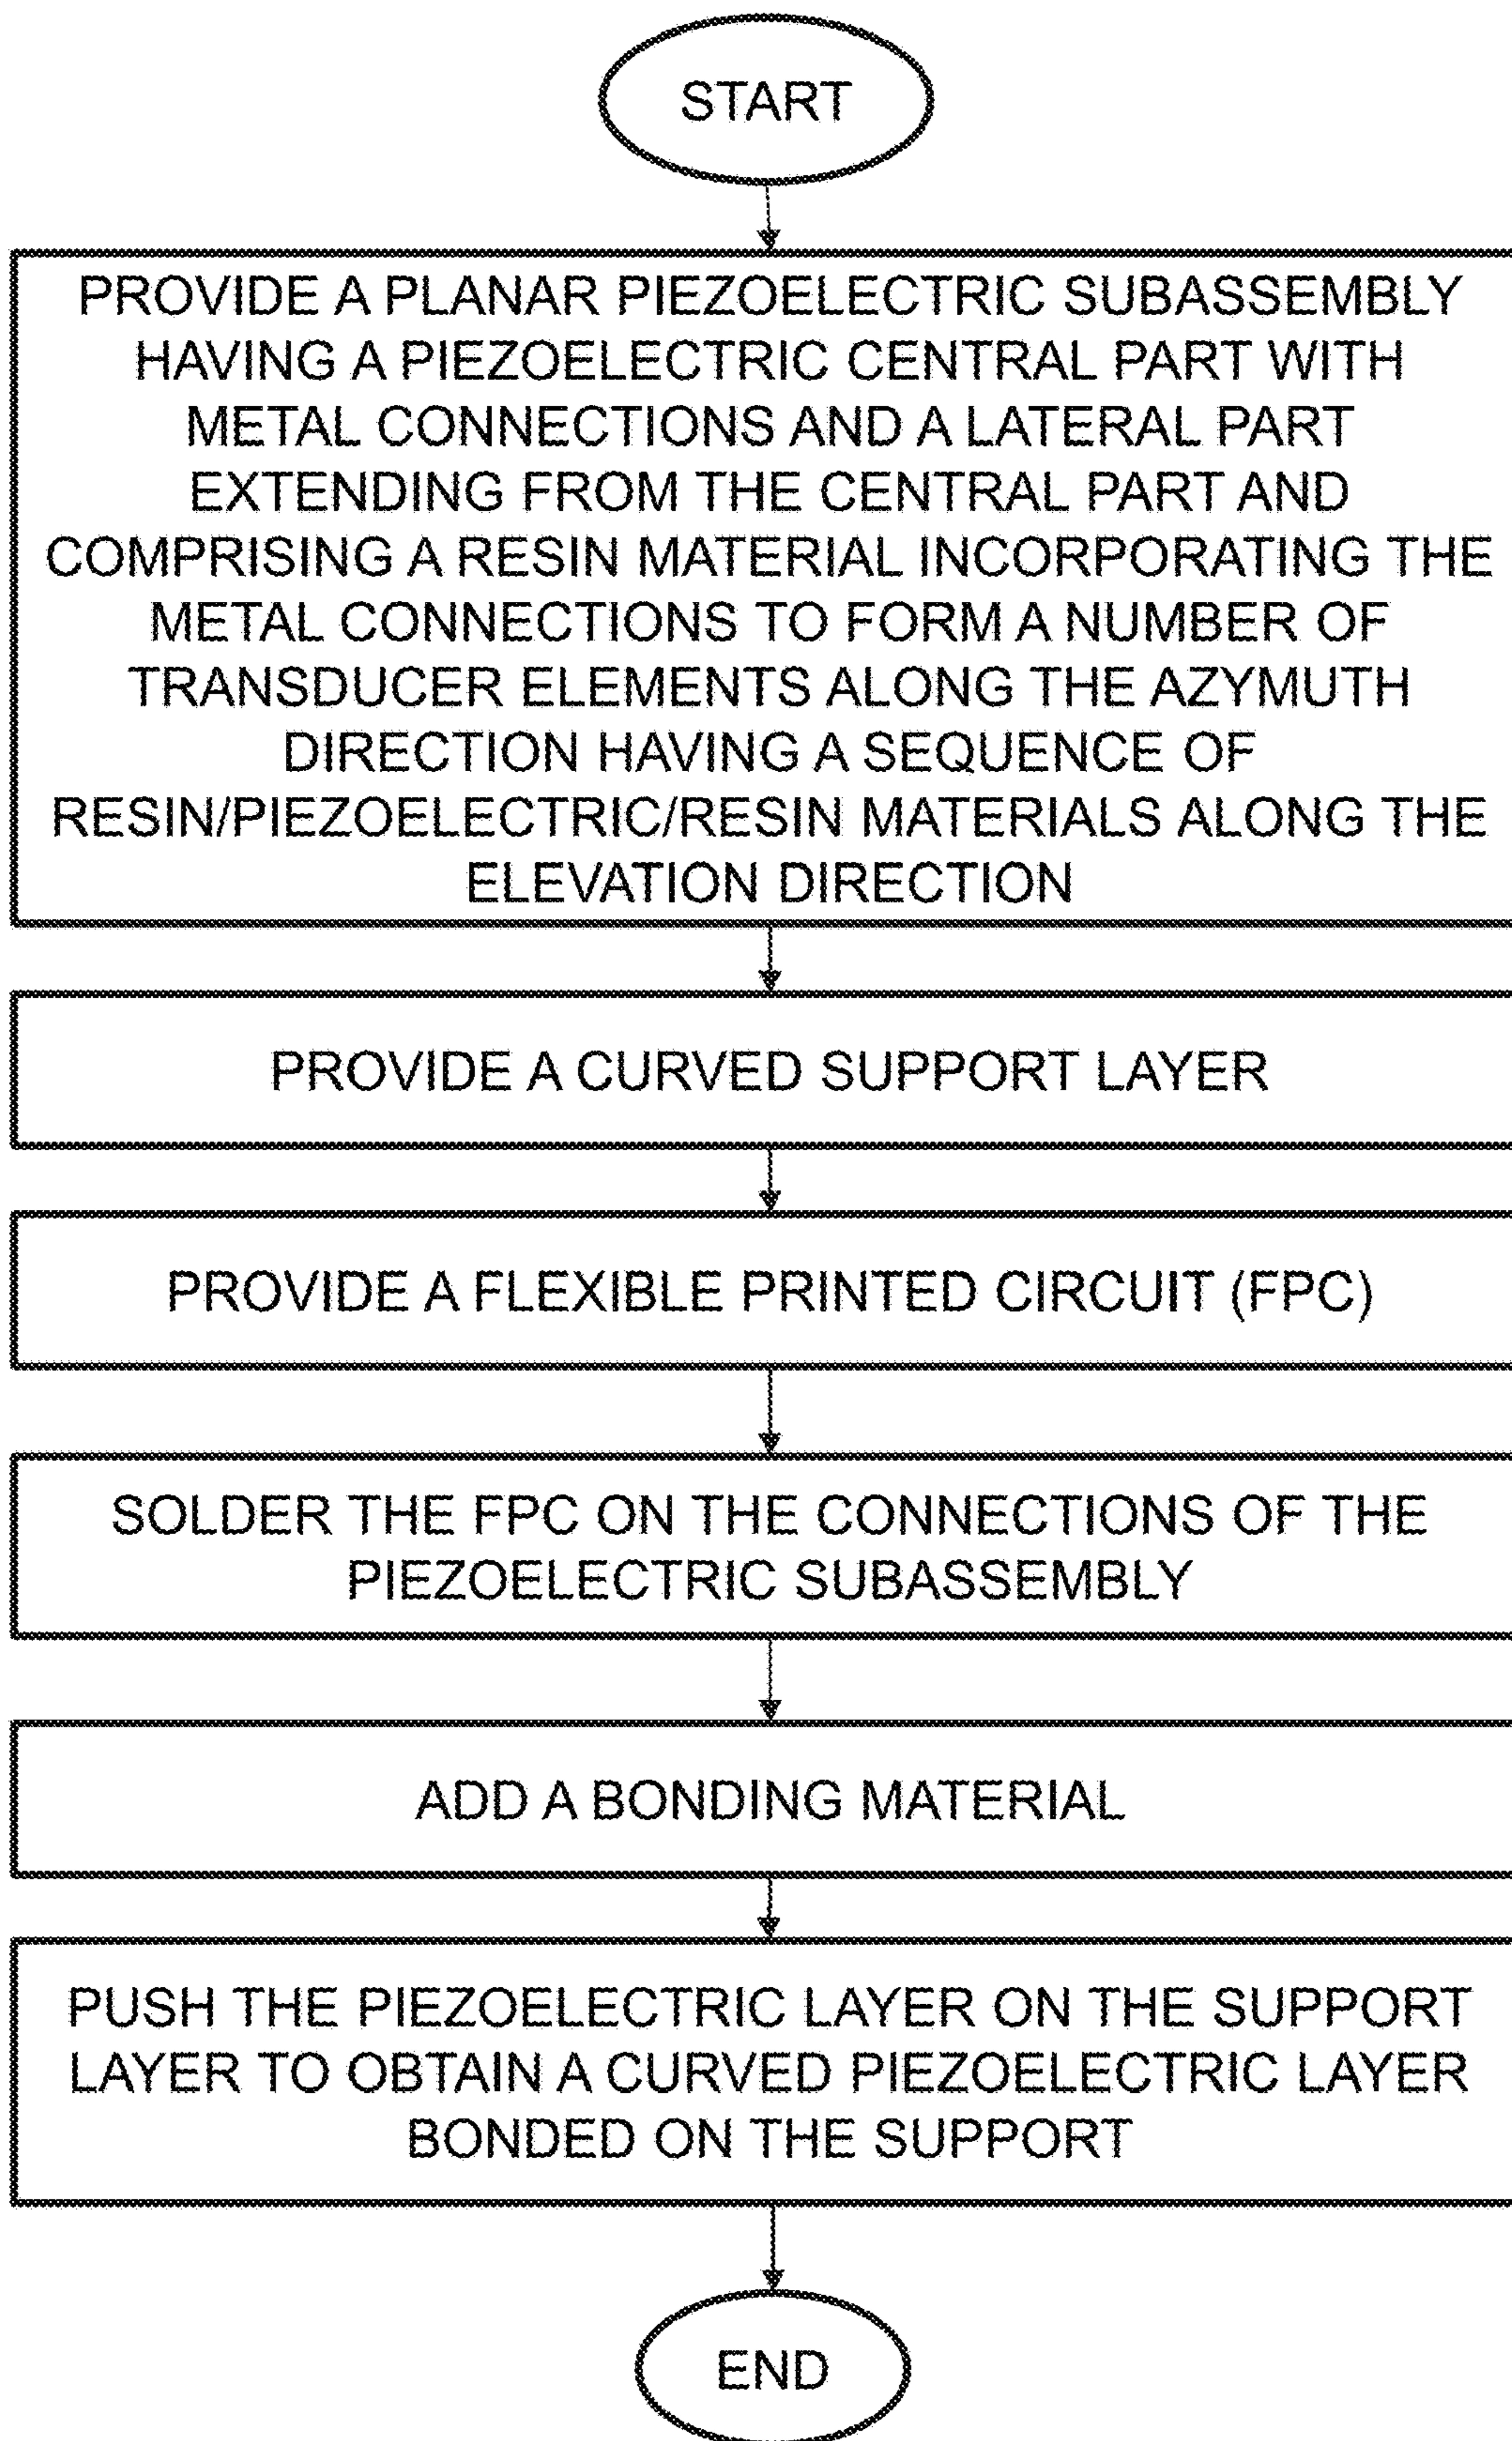 START
PROVIDE A PLANAR PIEZOELECTRIC SUBASSEMBLY
HAVING A PIEZOELECTRIC CENTRAL PART WITH
METAL CONNECTIONS AND A LATERAL PART
EXTENDING FROM THE CENTRAL PART AND
COMPRISING A RESIN MATERIAL INCORPORATING THE
METAL CONNECTIONS TO FORM A NUMBER OF
TRANSDUCER ELEMENTS ALONG THE AZYMUTH
DIRECTION HAVING A SEQUENCE OF
RESIN/PIEZOELECTRIC/RESIN MATERIALS ALONG THE
ELEVATION DIRECTION
PROVIDE A CURVED SUPPORT LAYER
PROVIDE A FLEXIBLE PRINTED CIRCUIT (FPC)
SOLDER THE FPC ON THE CONNECTIONS OF THE
PIEZOELECTRIC SUBASSEMBLY
ADD A BONDING MATERIAL
PUSH THE PIEZOELECTRIC LAYER ON THE SUPPORT
LAYER TO OBTAIN A CURVED PIEZOELECTRIC LAYER
BONDED ON THE SUPPORT
END